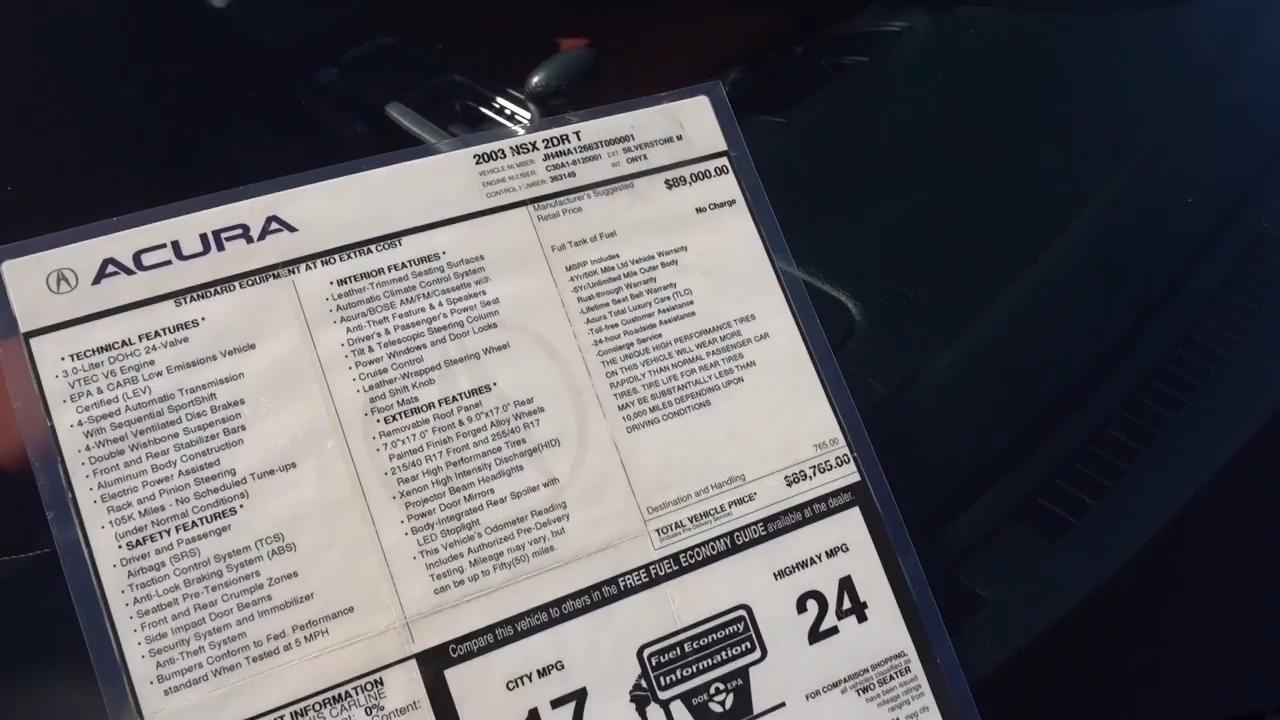 2003 NSX 2DR T
VEHICLE NUMBER: JH4NA12663T000001
ENGINE NUMBER: C30A1-8120001 EXT: SILVERSTONE M
CONTROL NUMBER: 363149 INT: ONYX
ACURA
STANDARD EQUIPMENT AT NO EXTRA COST
• TECHNICAL FEATURES *
• 3.0-Liter DOHC 24-Valve
VTEC V6 Engine
• EPA & CARB Low Emissions Vehicle
Certified (LEV)
• 4-Speed Automatic Transmission
With Sequential SportShift
• 4-Wheel Ventilated Disc Brakes
• Double Wishbone Suspension
• Front and Rear Stabilizer Bars
• Aluminum Body Construction
• Electric Power Assisted
Rack and Pinion Steering
• 105K Miles - No Scheduled Tune-ups
(under Normal Conditions)
* SAFETY FEATURES *
• Driver and Passenger
Airbags (SRS)
• Traction Control System (TCS)
• Anti-Lock Braking System (ABS)
• Seatbelt Pre-Tensioners
• Front and Rear Crumple Zones
• Side Impact Door Beams
• Security System and Immobilizer
Anti-Theft System
• Bumpers Conform to Fed. Performance
standard When Tested at 5 MPH
* INTERIOR FEATURES *
• Leather-Trimmed Seating Surfaces
• Automatic Climate Control System
• Acura/BOSE AM/FM/Cassette with
Anti-Theft Feature & 4 Speakers
• Driver's & Passenger's Power Seat
• Tilt & Telescopic Steering Column
• Power Windows and Door Locks
• Cruise Control
• Leather-Wrapped Steering Wheel
and Shift Knob
• Floor Mats
* EXTERIOR FEATURES *
• Removable Roof Panel
• 7.0"x17.0" Front & 9.0"x17.0" Rear
Painted Finish Forged Alloy Wheels
• 215/40 R17 Front and 255/40 R17
Rear High Performance Tires
• Xenon High Intensity Discharge(HID)
Projector Beam Headlights
• Power Door Mirrors
• Body-Integrated Rear Spoiler with
LED Stoplight
• This Vehicle's Odometer Reading
Includes Authorized Pre-Delivery
Testing. Mileage may vary, but
can be up to Fifty(50) miles.
Manufacturer's Suggested $89,000.00
Retail Price
Full Tank of Fuel No Charge
MSRP Includes
-4Yr/50K Mile Ltd Vehicle Warranty
-5Yr/Unlimited Mile Outer Body
Rust-through Warranty
-Lifetime Seat Belt Warranty
-Acura Total Luxury Care (TLC)
-Toll-free Customer Assistance
-24-hour Roadside Assistance
-Concierge Service
THE UNIQUE HIGH PERFORMANCE TIRES
ON THIS VEHICLE WILL WEAR MORE
RAPIDLY THAN NORMAL PASSENGER CAR
TIRES. TIRE LIFE FOR REAR TIRES
MAY BE SUBSTANTIALLY LESS THAN
10,000 MILES DEPENDING UPON
DRIVING CONDITIONS
Destination and Handling 765.00
TOTAL VEHICLE PRICE* $89,765.00
(Includes Pre-Delivery Service)
Compare this vehicle to others in the FREE FUEL ECONOMY GUIDE available at the dealer.
CITY MPG
17
Fuel Economy
Information
DOE EPA
HIGHWAY MPG
24
FOR COMPARISON SHOPPING,
all vehicles classified as
TWO SEATER
have been issued
mileage ratings
ranging from
mpg city
INFORMATION
CARLINE
0%